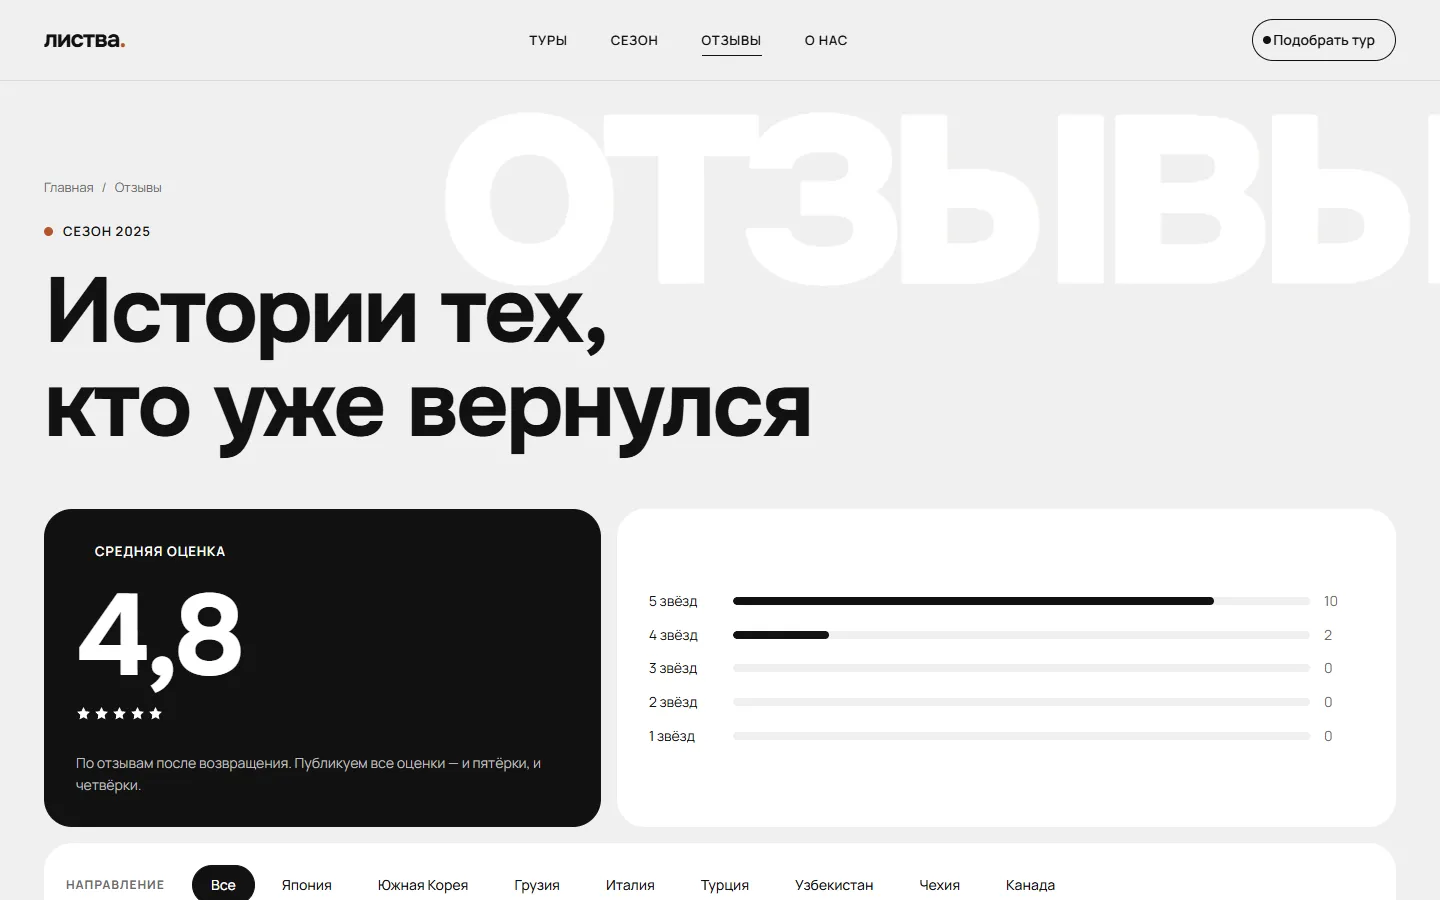 листва.
ТУРЫ
СЕЗОН
ОТЗЫВЫ
О НАС
Подобрать тур
ОТЗЫВЫ
Главная / Отзывы
СЕЗОН 2025
Истории тех,
кто уже вернулся
СРЕДНЯЯ ОЦЕНКА
4,8
По отзывам после возвращения. Публикуем все оценки — и пятёрки, и
четвёрки.
5 звёзд 10
4 звёзд 2
3 звёзд 0
2 звёзд 0
1 звёзд 0
НАПРАВЛЕНИЕ Все Япония Южная Корея Грузия Италия Турция Узбекистан Чехия Канада